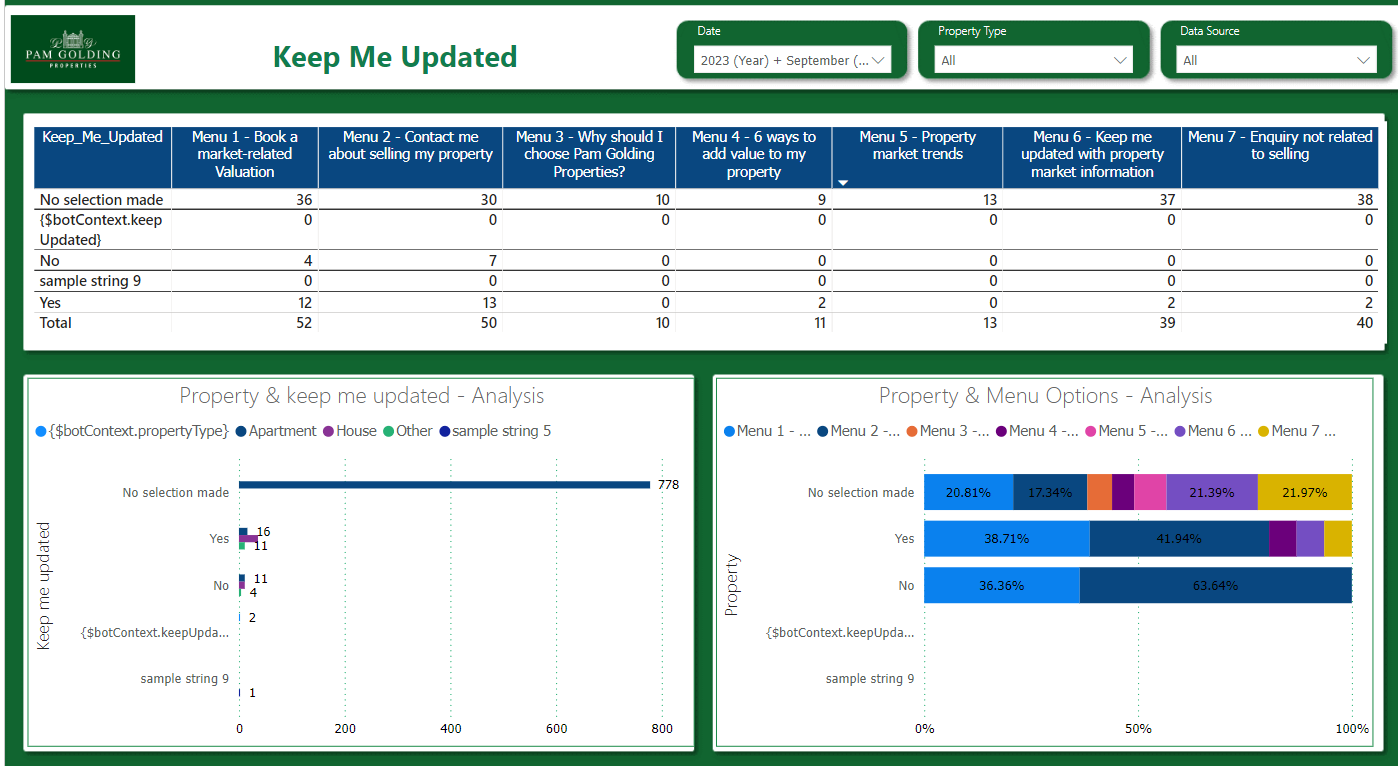 PAM GOLDING
PROPERTIES
Keep Me Updated
Date
2023 (Year) + September (...
Property Type
All
Data Source
All
Keep_Me_Updated
Menu 1 - Book a
market-related
Valuation
Menu 2 - Contact me
about selling my property
Menu 3 - Why should I
choose Pam Golding
Properties?
Menu 4 - 6 ways to
add value to my
property
Menu 5 - Property
market trends
Menu 6 - Keep me
updated with property
market information
Menu 7 - Enquiry not related
to selling
No selection made 36 30 10 9 13 37 38
{$botContext.keep 0 0 0 0 0 0 0
Updated}
No 4 7 0 0 0 0 0
sample string 9 0 0 0 0 0 0 0
Yes 12 13 0 2 0 2 2
Total 52 50 10 11 13 39 40
Property & keep me updated - Analysis
{$botContext.propertyType} Apartment House Other sample string 5
Keep me updated
No selection made 778
Yes 16
11
No 11
4
2
{$botContext.keepUpda...
sample string 9
1
0 200 400 600 800
Property & Menu Options - Analysis
Menu 1 - ... Menu 2 -... Menu 3 -... Menu 4 -... Menu 5 -... Menu 6 ... Menu 7 ...
Property
No selection made 20.81% 17.34% 21.39% 21.97%
Yes 38.71% 41.94%
No 36.36% 63.64%
{$botContext.keepUpda...
sample string 9
0% 50% 100%